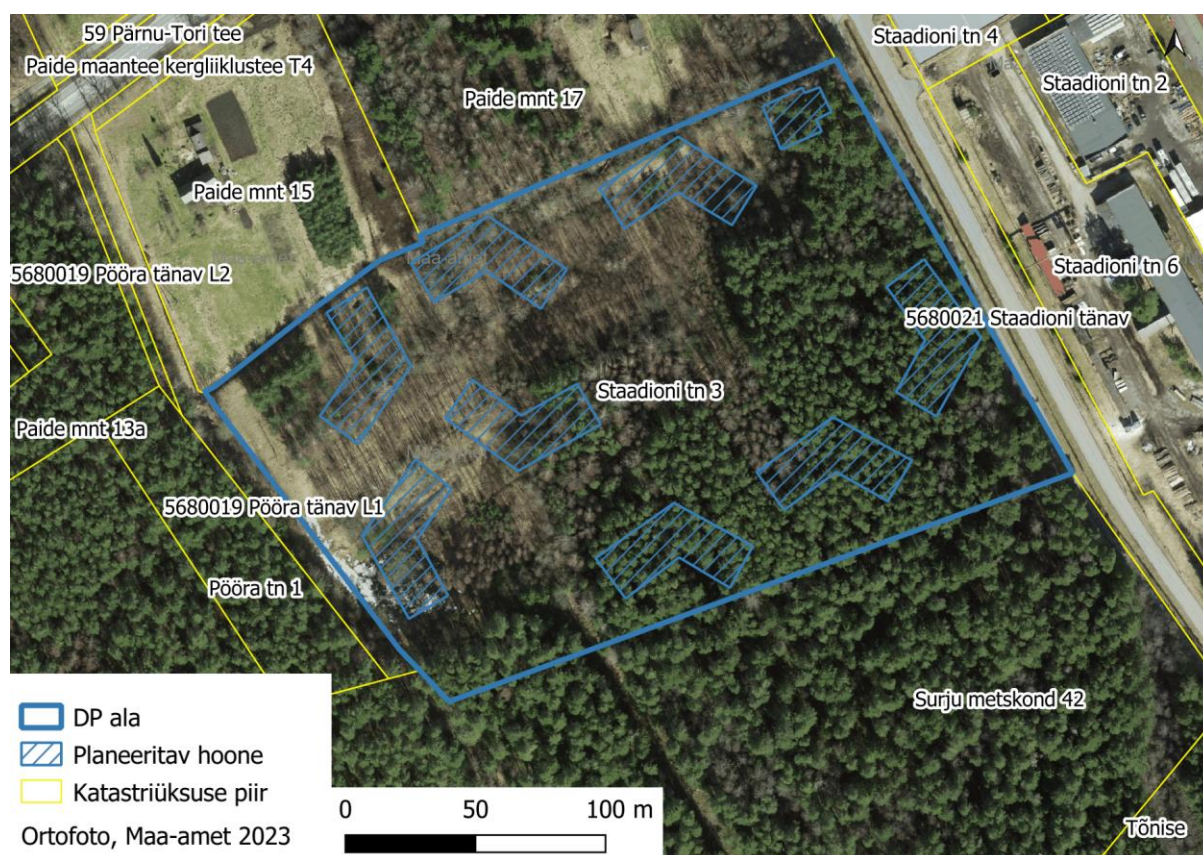 59 Pärnu-Tori tee
Paide maantee kergliiklustee T4
Staadioni tn 4
Staadioni tn 2
Paide mnt 17
Paide mnt 15
Maa-amet
5680019 Pööra tänav L2
Staadioni tn 6
5680021 Staadioni tänav
Staadioni tn 3
Paide mnt 13a
5680019 Pööra tänav L1
Pööra tn 1
Surju metskond 42
Tõnise
DP ala
Planeeritav hoone
Katastriüksuse piir
Ortofoto, Maa-amet 2023
0 50 100 m